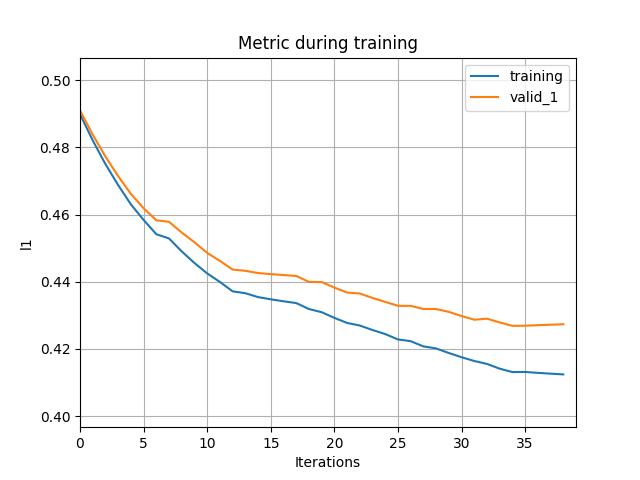 Metric during training
training
valid_1
0.50
0.48
0.46
0.44
0.42
0.40
l1
0 5 10 15 20 25 30 35
Iterations